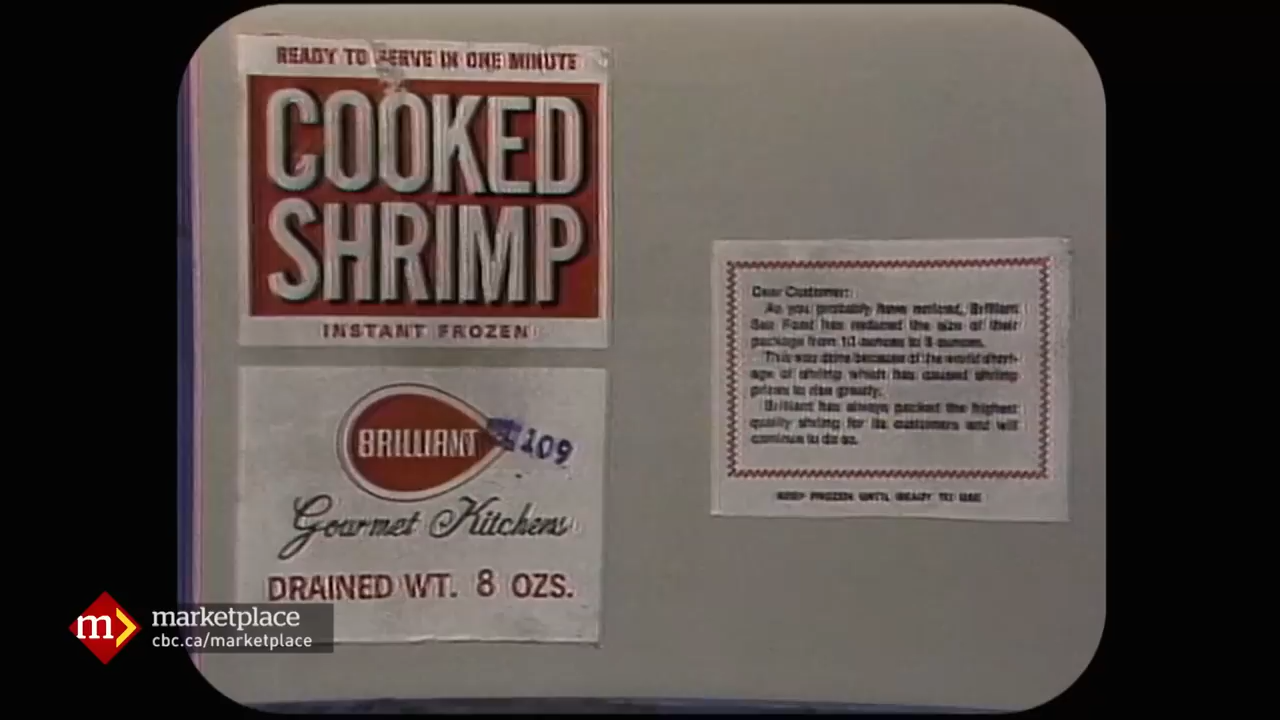 READY TO SERVE IN ONE MINUTE
COOKED
SHRIMP
INSTANT FROZEN
BRILLIANT
109
Gourmet Kitchens
DRAINED WT. 8 OZS.
Dear Customer:
As you probably have noticed, Brilliant
Sea Food has reduced the size of their
package from 10 ounces to 8 ounces.
This was done because of the world short-
age of shrimp which has caused shrimp
prices to rise greatly.
Brilliant has always packed the highest
quality shrimp for its customers and will
continue to do so.
KEEP FROZEN UNTIL READY TO USE
m
marketplace
cbc.ca/marketplace